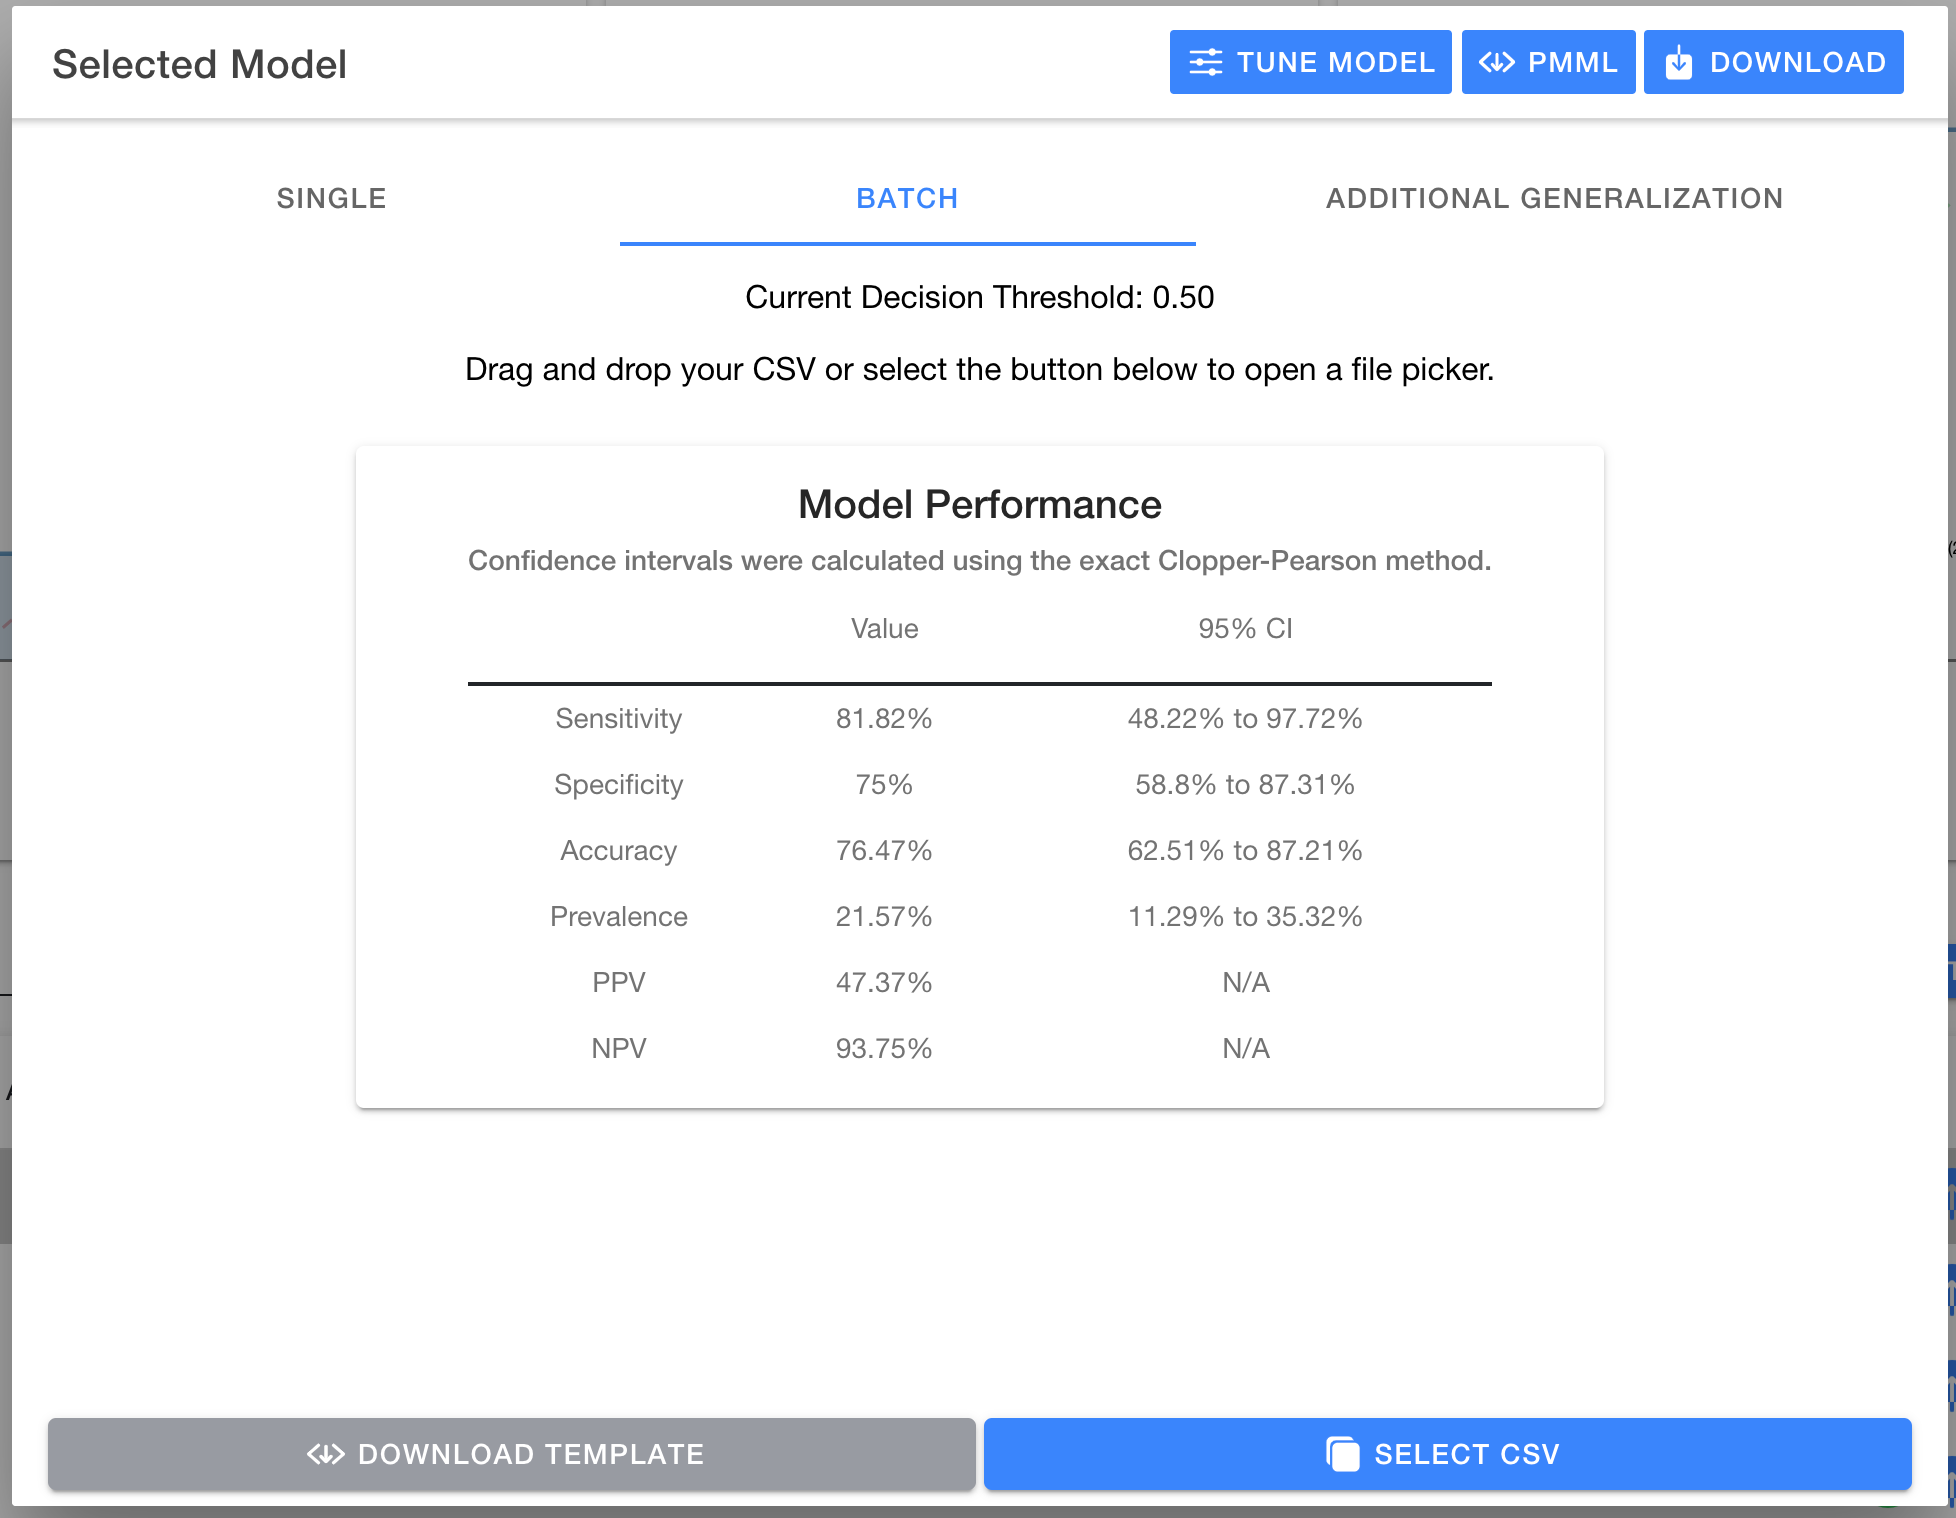 Selected Model
TUNE MODEL
PMML
DOWNLOAD
SINGLE
BATCH
ADDITIONAL GENERALIZATION
Current Decision Threshold: 0.50
Drag and drop your CSV or select the button below to open a file picker.
Model Performance
Confidence intervals were calculated using the exact Clopper-Pearson method.
Value 95% CI
Sensitivity 81.82% 48.22% to 97.72%
Specificity 75% 58.8% to 87.31%
Accuracy 76.47% 62.51% to 87.21%
Prevalence 21.57% 11.29% to 35.32%
PPV 47.37% N/A
NPV 93.75% N/A
DOWNLOAD TEMPLATE
SELECT CSV